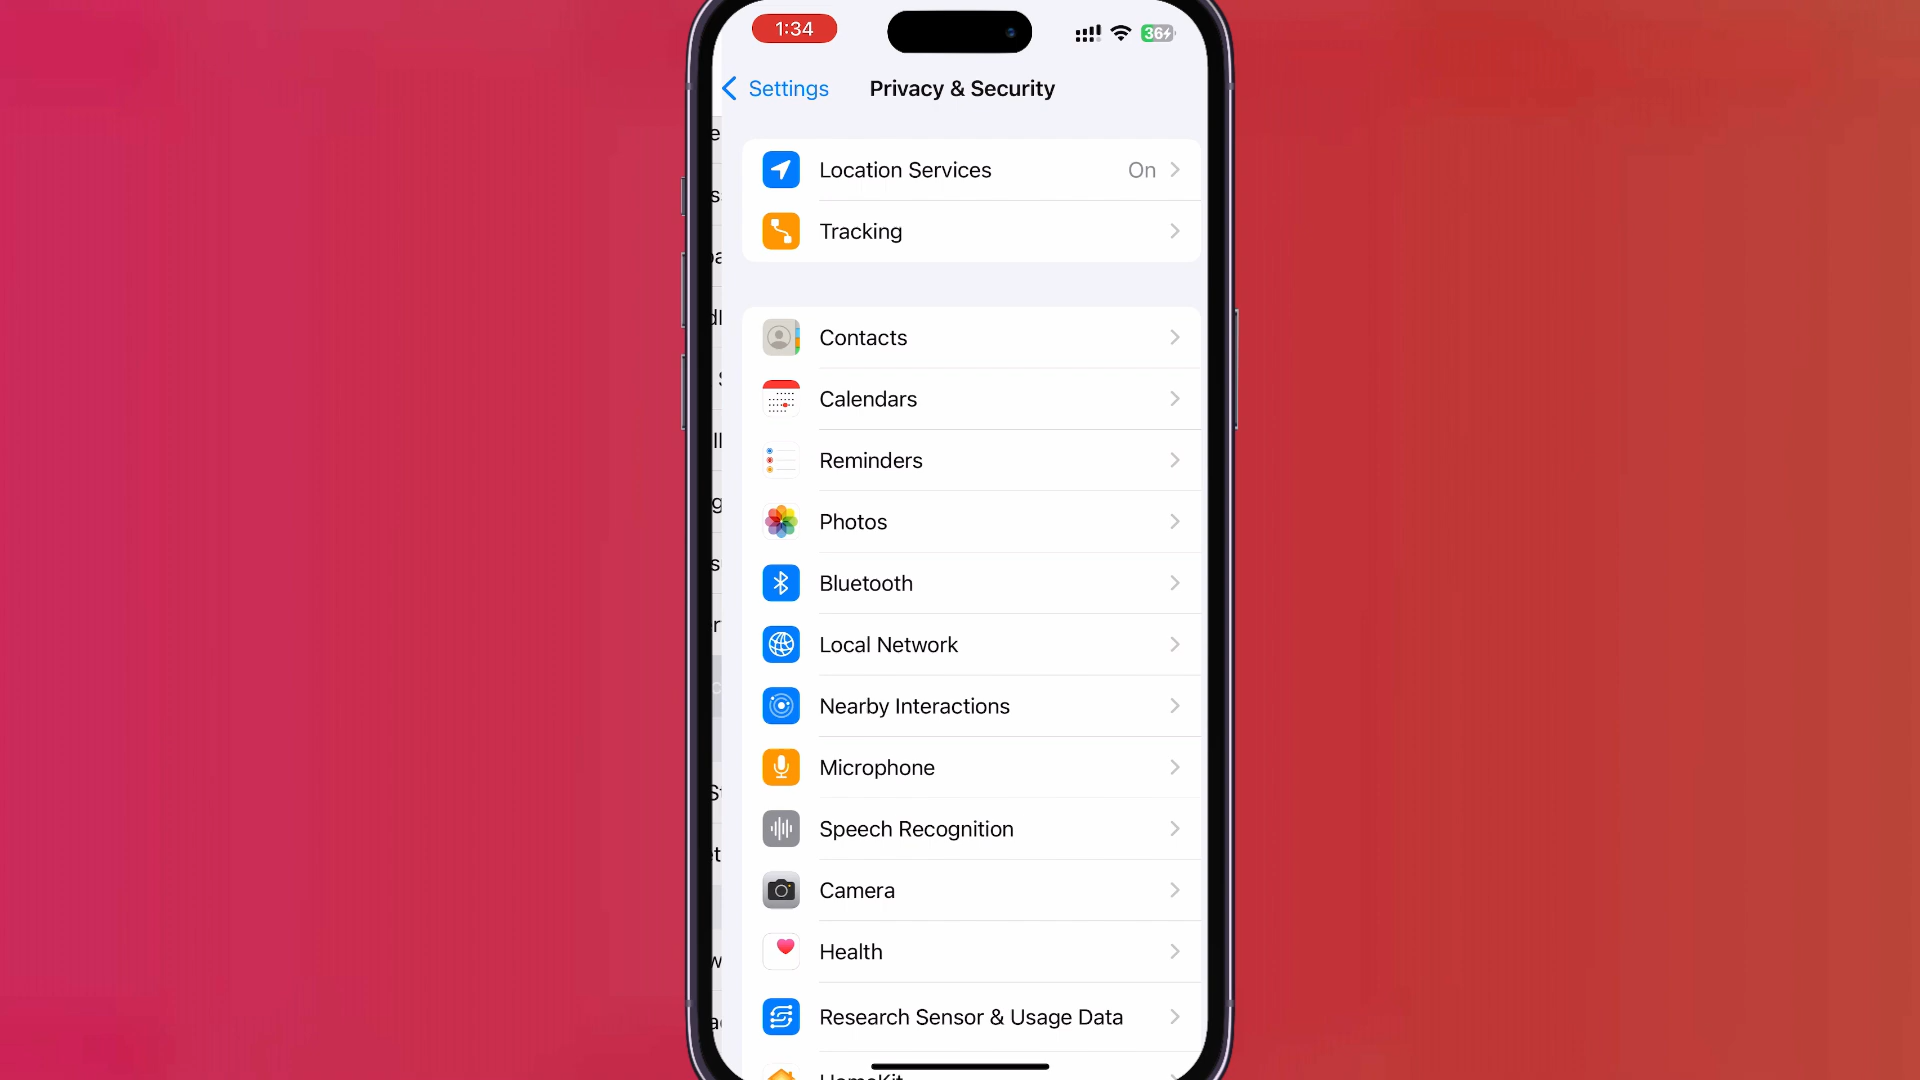 1:34
36
Settings
Privacy & Security
Location Services
On
Tracking
Contacts
Calendars
Reminders
Photos
Bluetooth
Local Network
Nearby Interactions
Microphone
Speech Recognition
Camera
Health
Research Sensor & Usage Data
HomeKit